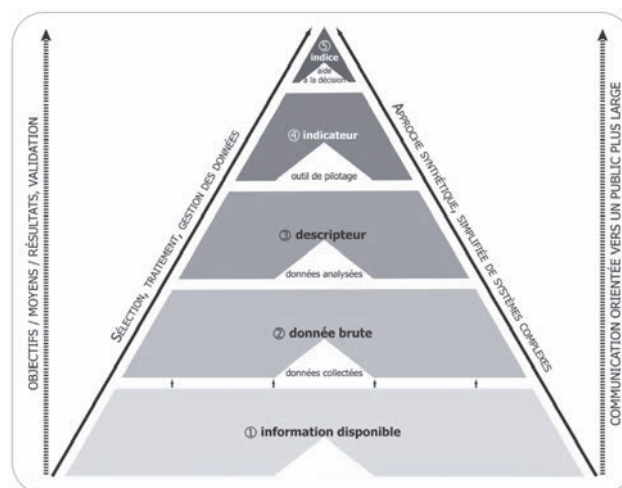 ⑤
indice
aide
à la décision
④ indicateur
outil de pilotage
③ descripteur
données analysées
② donnée brute
données collectées
① information disponible
OBJECTIFS / MOYENS / RÉSULTATS, VALIDATION
SÉLECTION, TRAITEMENT, GESTION DES DONNÉES
APPROCHE SYNTHÉTIQUE, SIMPLIFIÉE DE SYSTÈMES COMPLEXES
COMMUNICATION ORIENTÉE VERS UN PUBLIC PLUS LARGE